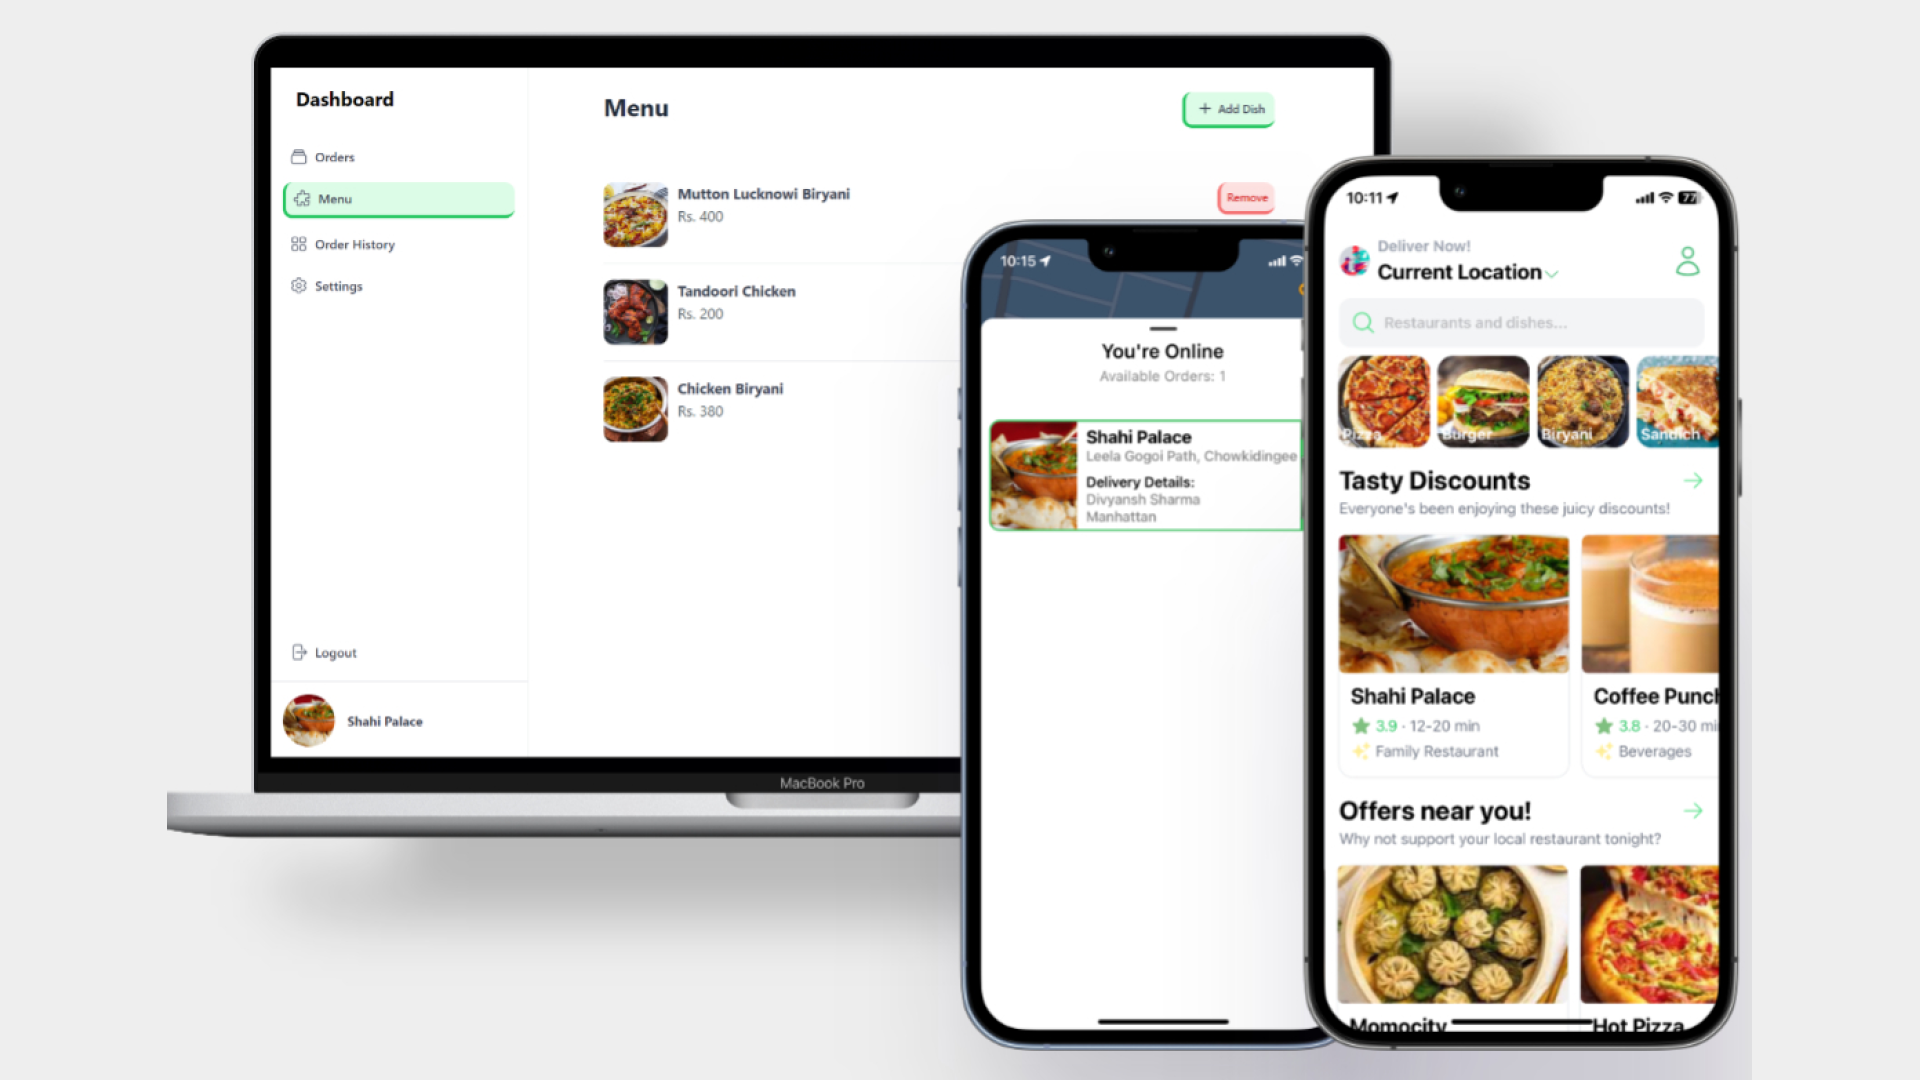 Dashboard
Orders
Menu
Order History
Settings
Logout
Shahi Palace
Menu
+ Add Dish
Mutton Lucknowi Biryani
Rs. 400
Remove
Tandoori Chicken
Rs. 200
Chicken Biryani
Rs. 380
MacBook Pro
10:15
You're Online
Available Orders: 1
Shahi Palace
Leela Gogoi Path, Chowkidingee
Delivery Details:
Divyansh Sharma
Manhattan
10:11
77
Deliver Now!
Current Location
Restaurants and dishes...
Pizza
Burger
Biryani
Sandich
Tasty Discounts
Everyone's been enjoying these juicy discounts!
Shahi Palace
3.9 · 12-20 min
Family Restaurant
Coffee Punch
3.8 · 20-30 mi
Beverages
Offers near you!
Why not support your local restaurant tonight?
Momocity
Hot Pizza